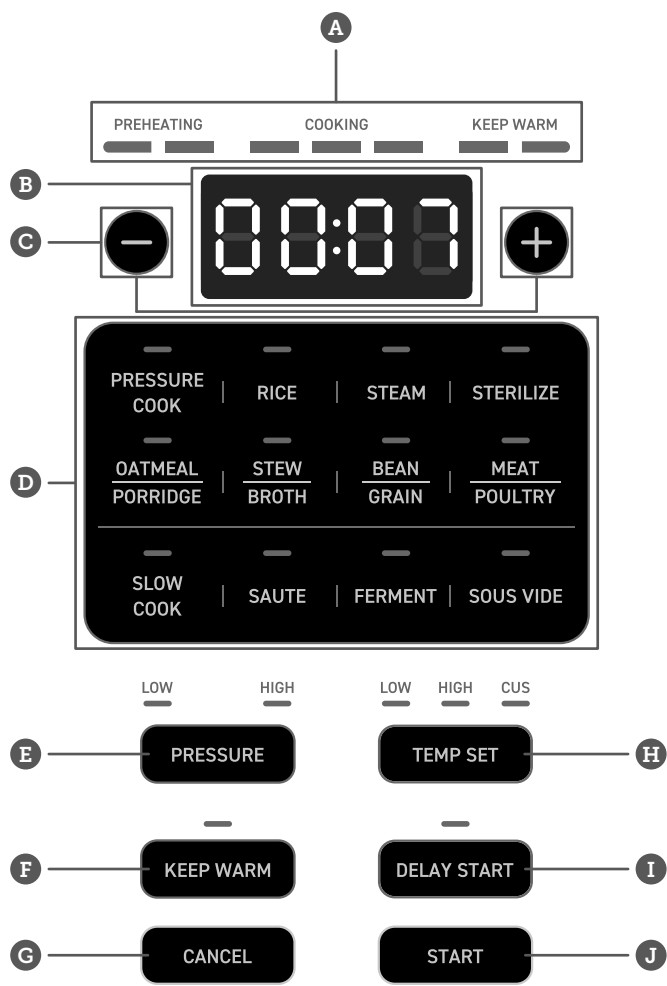 A
PREHEATING COOKING KEEP WARM
B
00:07
C
− +
PRESSURE COOK | RICE | STEAM | STERILIZE
D
OATMEAL PORRIDGE | STEW BROTH | BEAN GRAIN | MEAT POULTRY
SLOW COOK | SAUTE | FERMENT | SOUS VIDE
LOW HIGH LOW HIGH CUS
E PRESSURE TEMP SET H
F KEEP WARM DELAY START I
G CANCEL START J